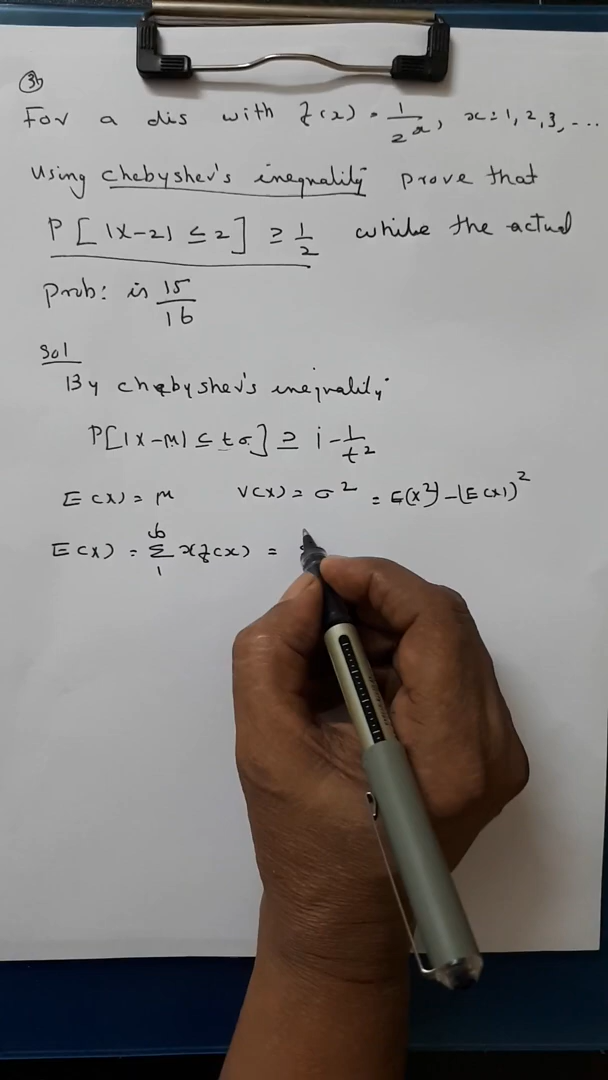 ③
For a dis with f(x) = 1/2^x, x = 1, 2, 3, ...
Using chebyshev's inequality prove that
P[|X-2| ≤ 2] ≥ 1/2 while the actual
prob: is 15/16
Sol
By chebyshev's inequality
P[|X-μ| ≤ tσ] ≥ 1 - 1/t²
E(X) = μ V(X) = σ² = E(X²) - (E(X))²
E(X) = Σ₁^∞ x f(x) =